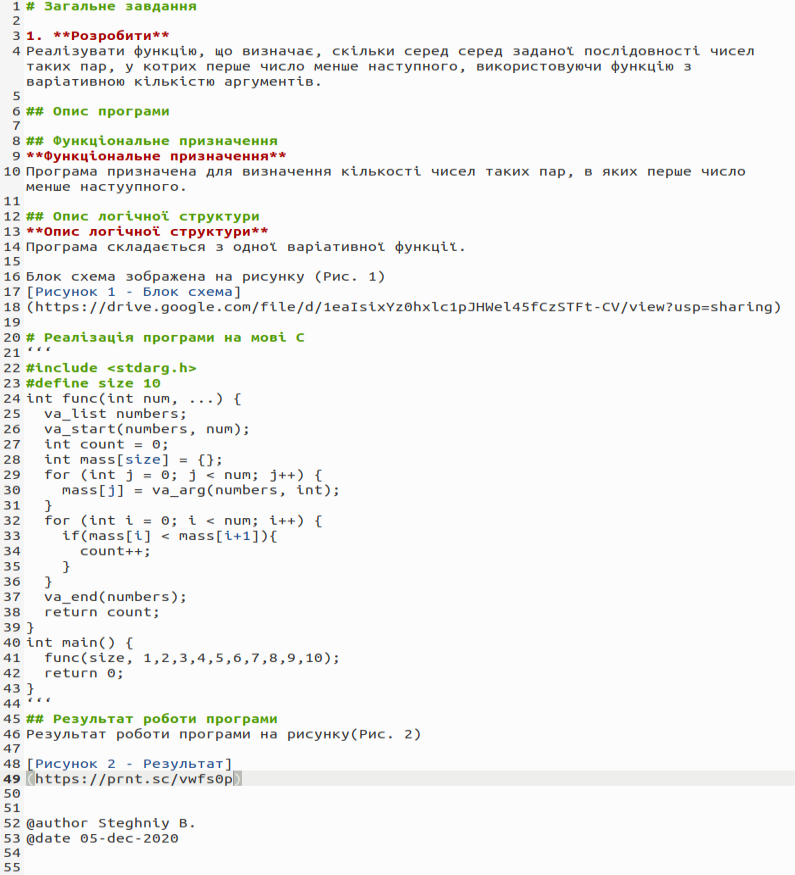 1 # Загальне завдання
2
3 1. **Розробити**
4 Реалізувати функцію, що визначає, скільки серед серед заданої послідовності чисел
таких пар, у котрих перше число менше наступного, використовуючи функцію з
варіативною кількістю аргументів.
5
6 ## Опис програми
7
8 ## Функціональне призначення
9 **Функціональне призначення**
10 Програма призначена для визначення кількості чисел таких пар, в яких перше число
менше настуупного.
11
12 ## Опис логічної структури
13 **Опис логічної структури**
14 Програма складається з одної варіативної функції.
15
16 Блок схема зображена на рисунку (Рис. 1)
17 [Рисунок 1 - Блок схема]
18 (https://drive.google.com/file/d/1eaIsixYz0hxlc1pJHWel45fCzSTFt-CV/view?usp=sharing)
19
20 # Реалізація програми на мові С
21 ‘‘‘
22 #include <stdarg.h>
23 #define size 10
24 int func(int num, ...) {
25   va_list numbers;
26   va_start(numbers, num);
27   int count = 0;
28   int mass[size] = {};
29   for (int j = 0; j < num; j++) {
30     mass[j] = va_arg(numbers, int);
31   }
32   for (int i = 0; i < num; i++) {
33     if(mass[i] < mass[i+1]){
34       count++;
35     }
36   }
37   va_end(numbers);
38   return count;
39 }
40 int main() {
41   func(size, 1,2,3,4,5,6,7,8,9,10);
42   return 0;
43 }
44 ‘‘‘
45 ## Результат роботи програми
46 Результат роботи програми на рисунку(Рис. 2)
47
48 [Рисунок 2 - Результат]
49 (https://prnt.sc/vwfs0p)
50
51
52 @author Steghniy B.
53 @date 05-dec-2020
54
55